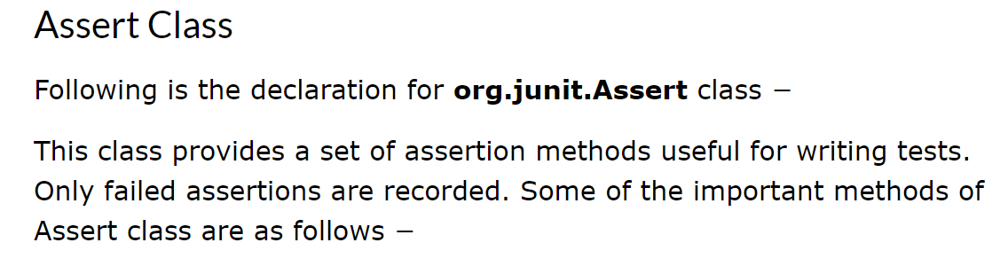 Assert Class
Following is the declaration for org.junit.Assert class −
This class provides a set of assertion methods useful for writing tests.
Only failed assertions are recorded. Some of the important methods of
Assert class are as follows −